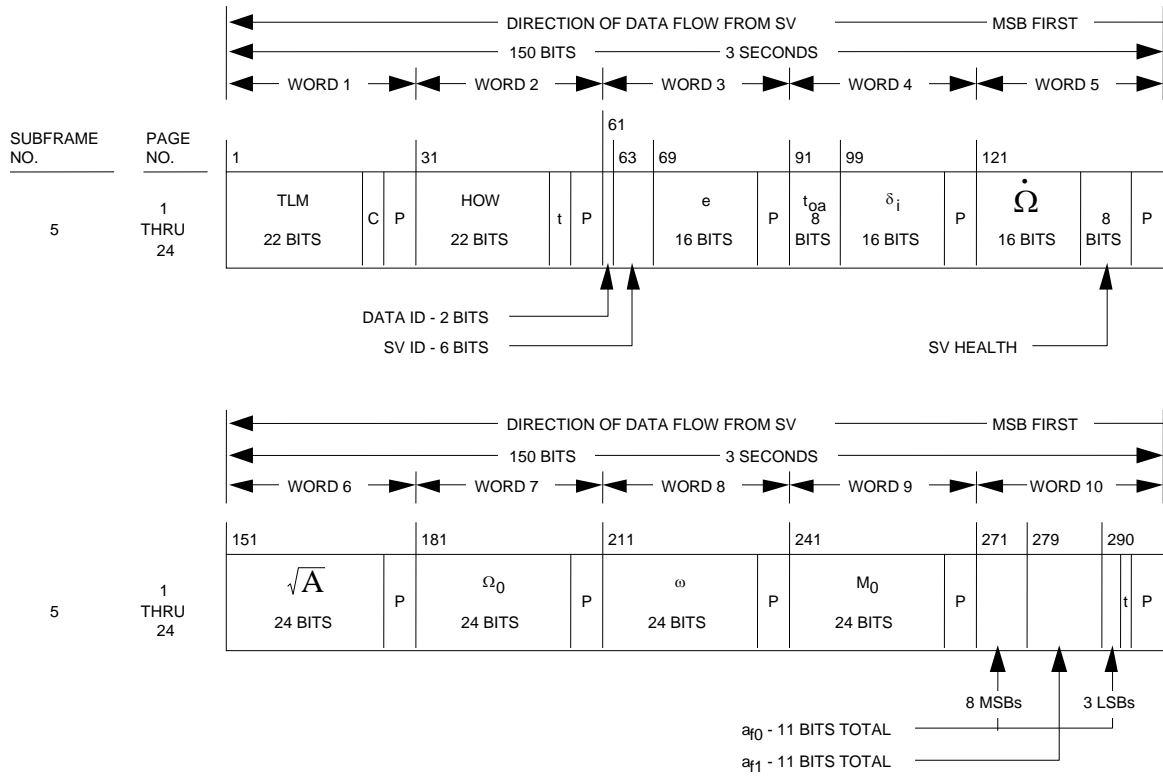 DIRECTION OF DATA FLOW FROM SV MSB FIRST
150 BITS 3 SECONDS
WORD 1 WORD 2 WORD 3 WORD 4 WORD 5
SUBFRAME NO. PAGE NO.
61
1 31 63 69 91 99 121
5 1 THRU 24
TLM 22 BITS
C
P
HOW 22 BITS
t
P
e 16 BITS
P
t_oa 8 BITS
δ_i 16 BITS
P
Ω̇ 16 BITS
8 BITS
P
DATA ID - 2 BITS
SV ID - 6 BITS
SV HEALTH
DIRECTION OF DATA FLOW FROM SV MSB FIRST
150 BITS 3 SECONDS
WORD 6 WORD 7 WORD 8 WORD 9 WORD 10
151 181 211 241 271 279 290
5 1 THRU 24
√A 24 BITS
P
Ω_0 24 BITS
P
ω 24 BITS
P
M_0 24 BITS
P
t
P
8 MSBs 3 LSBs
a_f0 - 11 BITS TOTAL
a_f1 - 11 BITS TOTAL